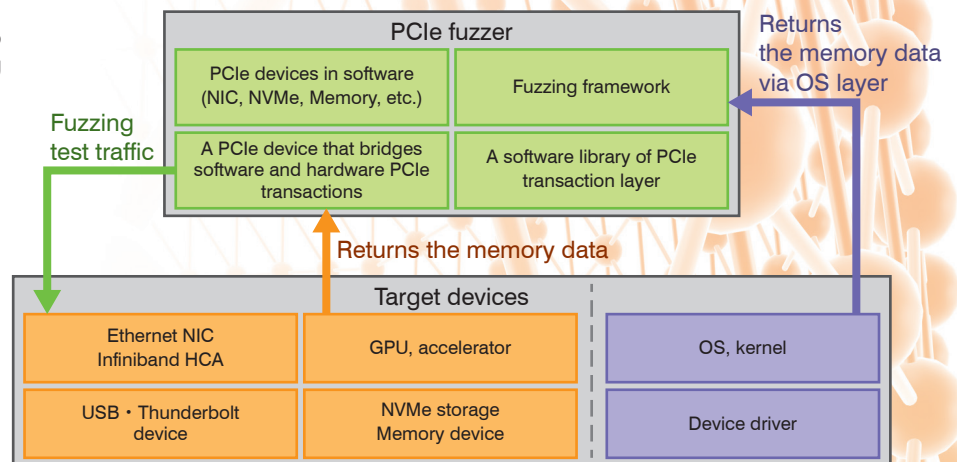 PCIe fuzzer
PCIe devices in software
(NIC, NVMe, Memory, etc.)
Fuzzing framework
A PCIe device that bridges
software and hardware PCIe
transactions
A software library of PCIe
transaction layer
Returns
the memory data
via OS layer
Fuzzing
test traffic
Returns the memory data
Target devices
Ethernet NIC
Infiniband HCA
GPU, accelerator
OS, kernel
USB・Thunderbolt
device
NVMe storage
Memory device
Device driver